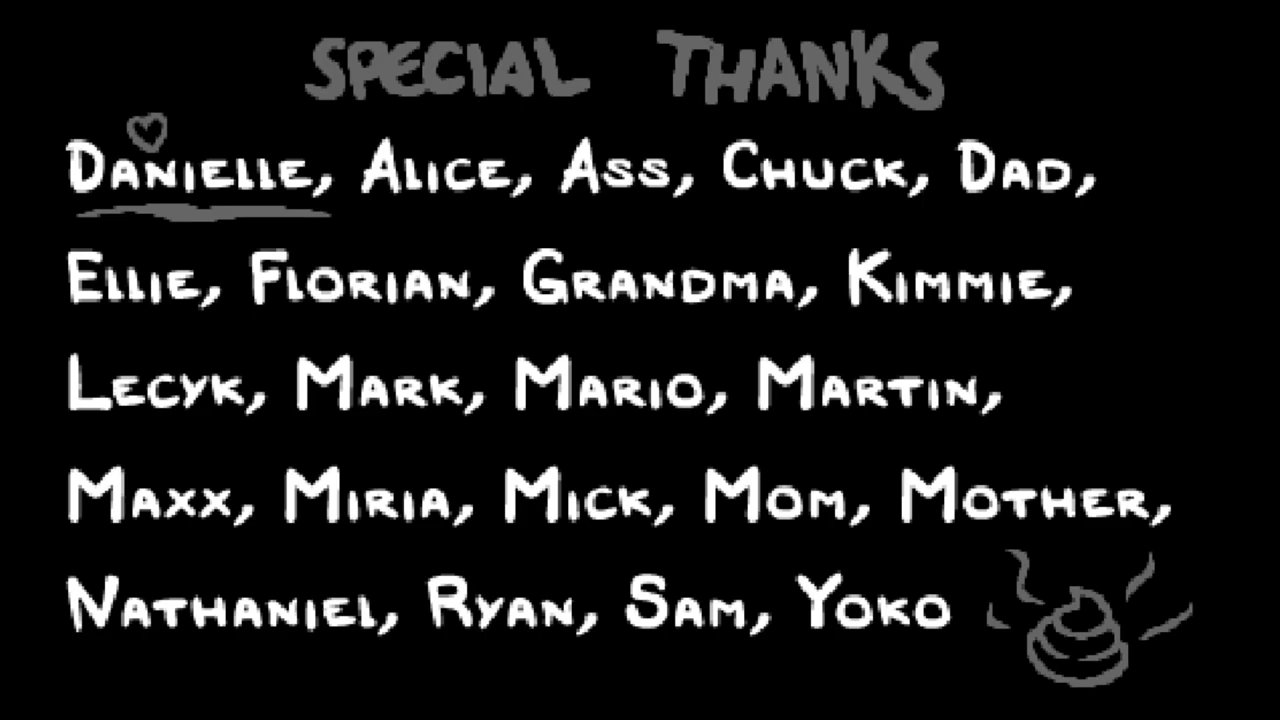 SPECIAL THANKS
Danielle, Alice, Ass, Chuck, Dad,
Ellie, Florian, Grandma, Kimmie,
Lecyk, Mark, Mario, Martin,
Maxx, Miria, Mick, Mom, Mother,
Nathaniel, Ryan, Sam, Yoko